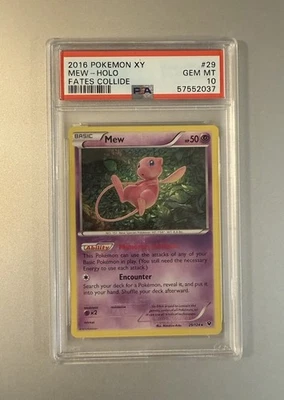 2016 POKEMON XY #29
MEW - HOLO GEM MT
FATES COLLIDE PSA 10
57552037
BASIC
Mew HP50
Ability
This Pokémon can use the attacks of any of your
Basic Pokémon in play. (You still need the necessary
Energy to use each attack.)
Encounter
Search your deck for a Pokémon, reveal it, and put it
into your hand. Shuffle your deck afterward.
×2